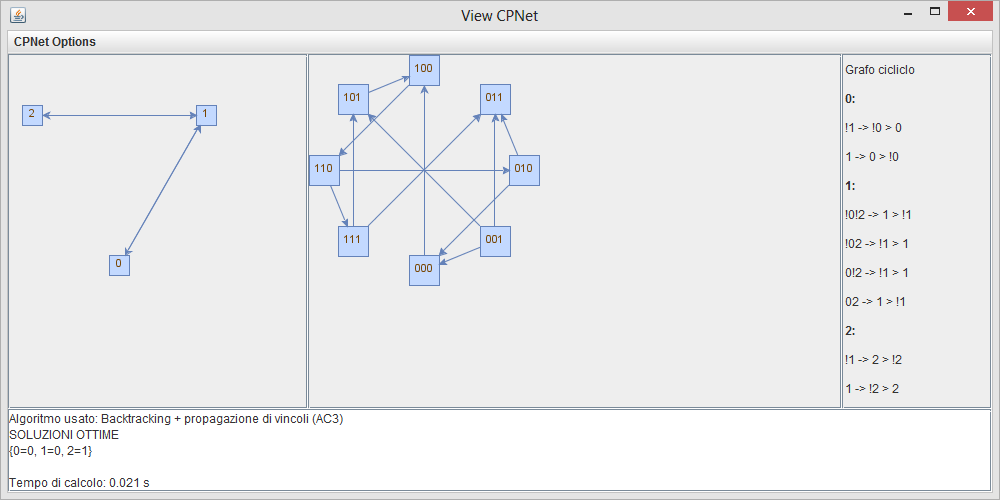 View CPNet
CPNet Options
2
1
0
100
101
011
110
010
111
001
000
Grafo cicliclo
0:
!1 -> !0 > 0
1 -> 0 > !0
1:
!0!2 -> 1 > !1
!02 -> !1 > 1
0!2 -> !1 > 1
02 -> 1 > !1
2:
!1 -> 2 > !2
1 -> !2 > 2
Algoritmo usato: Backtracking + propagazione di vincoli (AC3)
SOLUZIONI OTTIME
{0=0, 1=0, 2=1}
Tempo di calcolo: 0.021 s